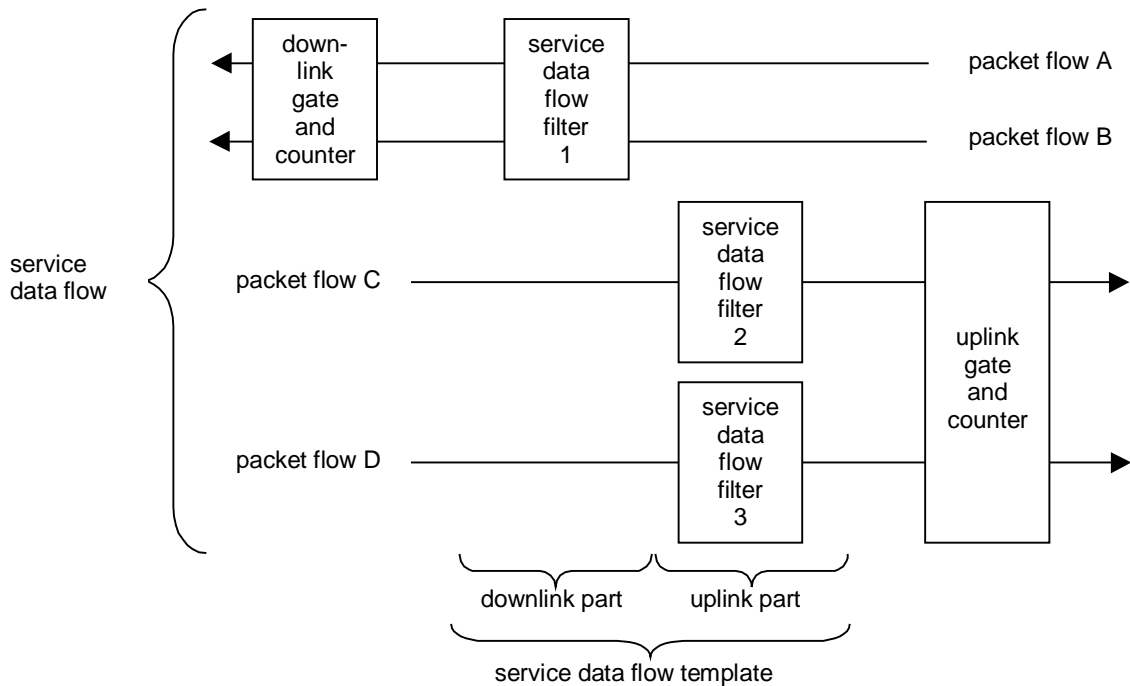 down-
link
gate
and
counter
service
data
flow
filter
1
packet flow A
packet flow B
service
data flow
packet flow C
service
data
flow
filter
2
uplink
gate
and
counter
packet flow D
service
data
flow
filter
3
downlink part
uplink part
service data flow template